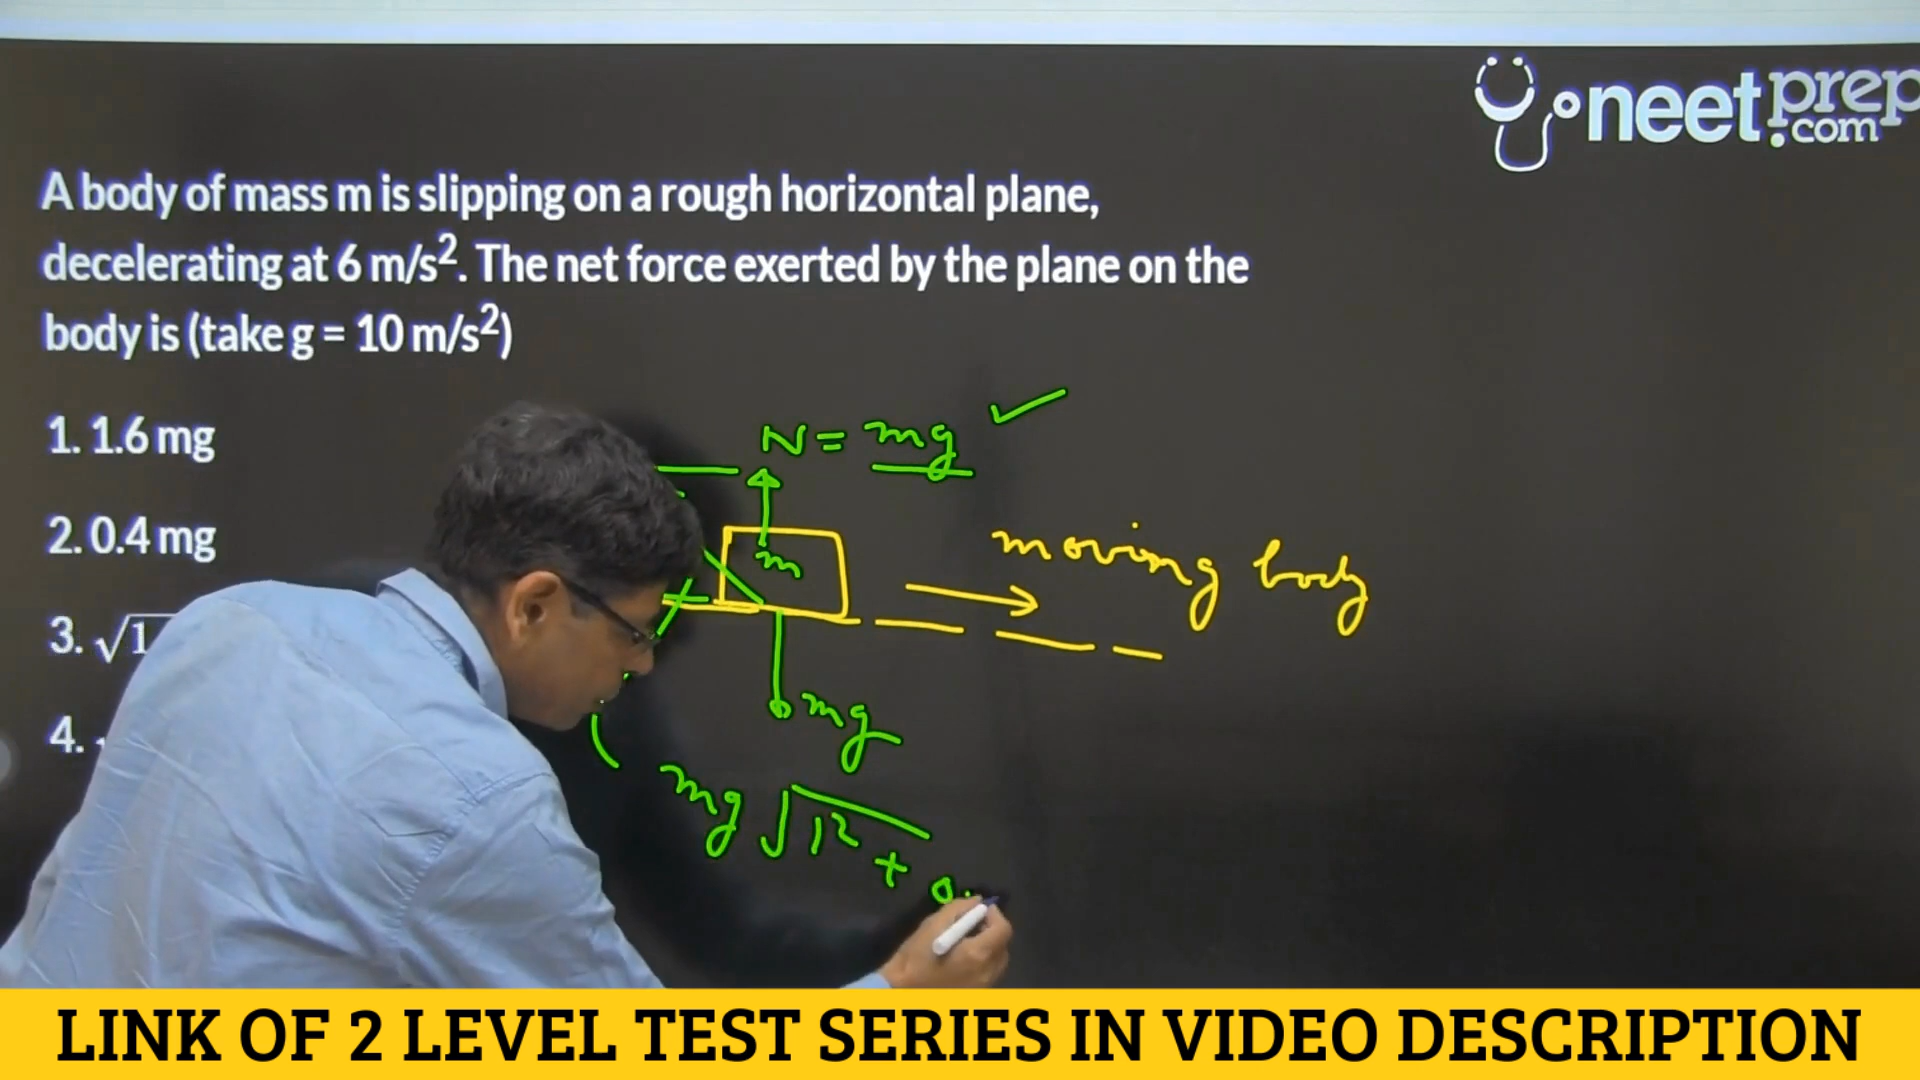 neetprep
.com
A body of mass m is slipping on a rough horizontal plane,
decelerating at 6 m/s². The net force exerted by the plane on the
body is (take g = 10 m/s²)
1. 1.6 mg
2. 0.4 mg
3. √1
4.
N = mg ✓
m
moving body
mg
mg √1² + 0.
LINK OF 2 LEVEL TEST SERIES IN VIDEO DESCRIPTION